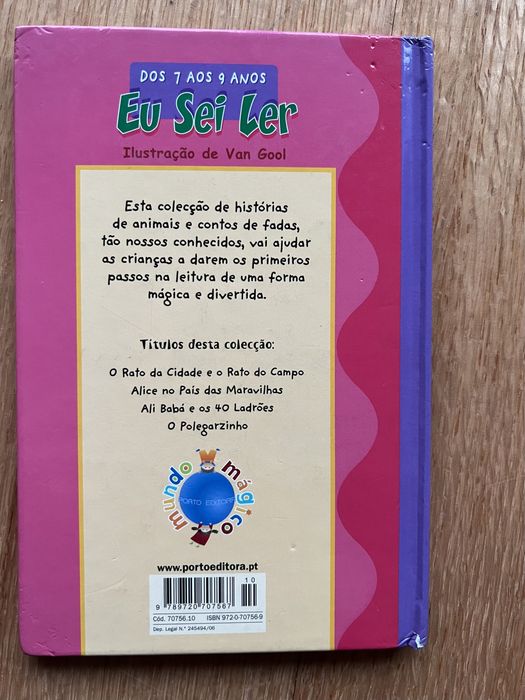 DOS 7 AOS 9 ANOS
Eu Sei Ler
Ilustração de Van Gool
Esta colecção de histórias
de animais e contos de fadas,
tão nossos conhecidos, vai ajudar
as crianças a darem os primeiros
passos na leitura de uma forma
mágica e divertida.
Títulos desta colecção:
O Rato da Cidade e o Rato do Campo
Alice no País das Maravilhas
Ali Babá e os 40 Ladrões
O Polegarzinho
mundo mágico
PORTO EDITORA
www.portoeditora.pt
10
9 789720 707567
Cód. 70756.10 ISBN 972-0-70756-9
Dep. Legal N.º 245494/06